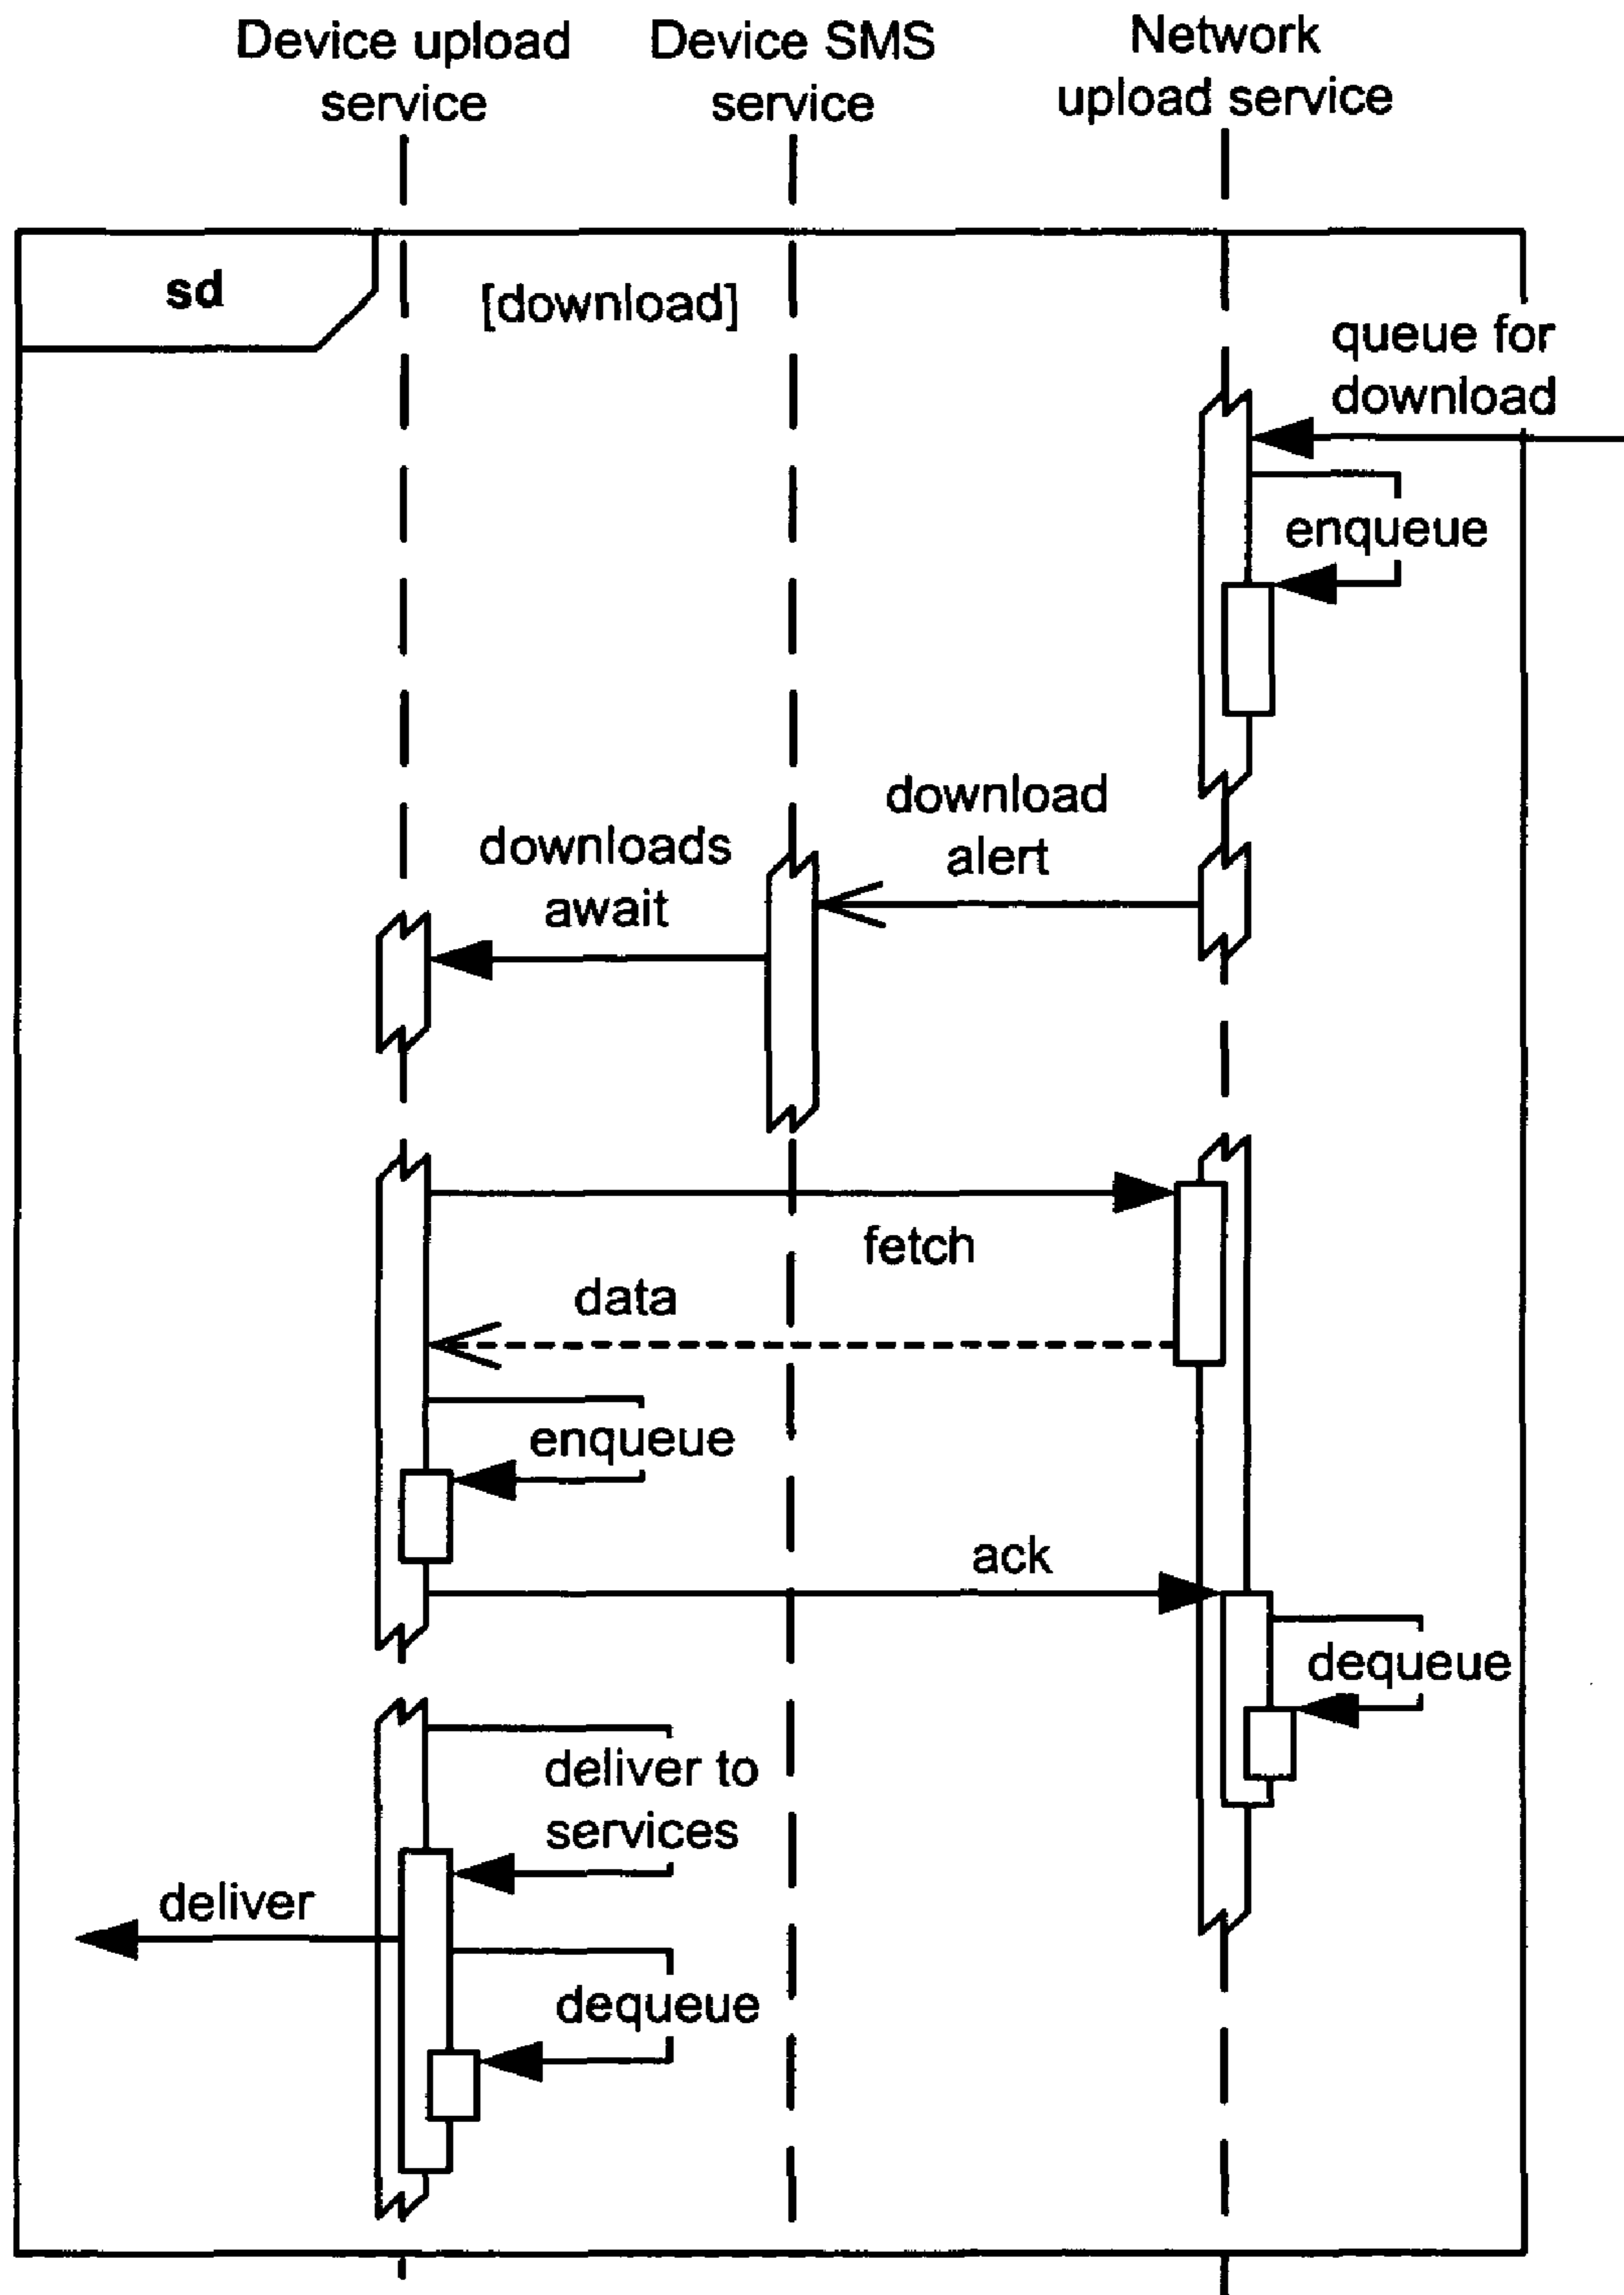 Device upload
service
Device SMS
service
Network
upload service
sd
[download]
queue for
download
enqueue
download
alert
downloads
await
fetch
data
enqueue
ack
dequeue
deliver to
services
deliver
dequeue